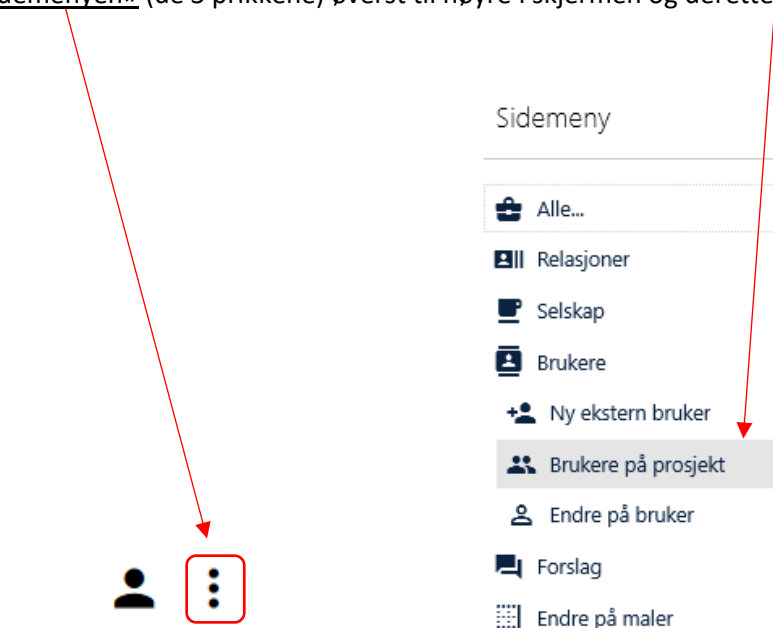 (de 3 prikkene) øverst til høyre i skjermen og
Sidemeny
Alle...
Relasjoner
Selskap
Brukere
Ny ekstern bruker
Brukere på prosjekt
Endre på bruker
Forslag
Endre på maler